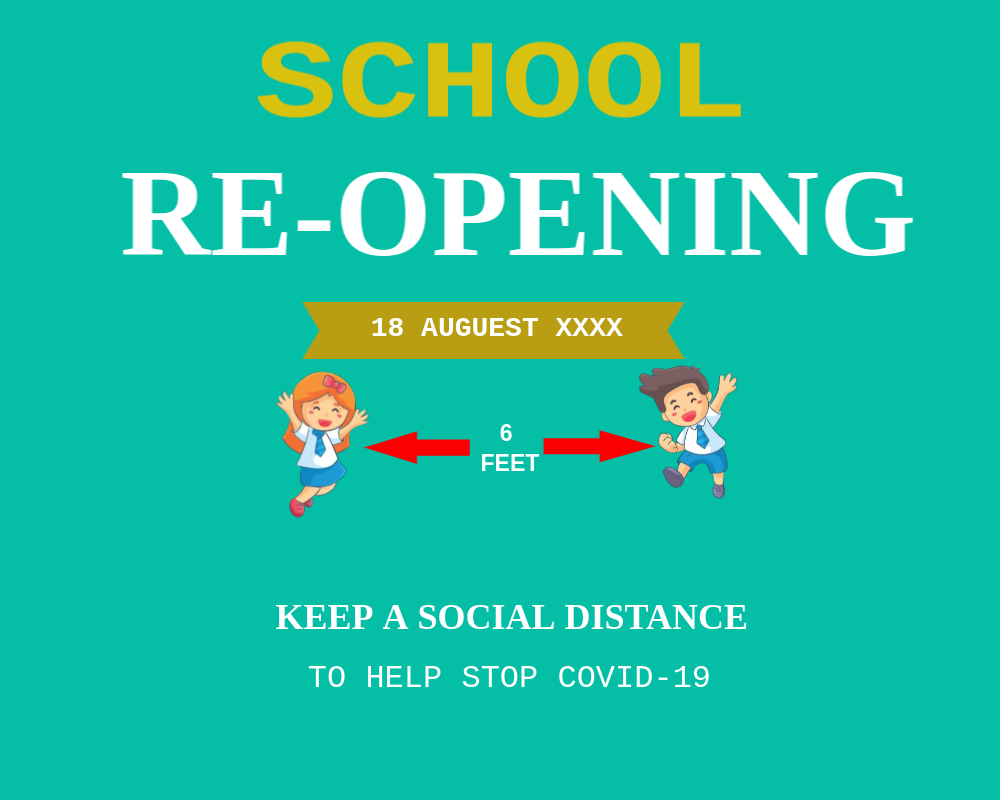 SCHOOL
RE-OPENING
18 AUGUEST XXXX
6
FEET
KEEP A SOCIAL DISTANCE
TO HELP STOP COVID-19